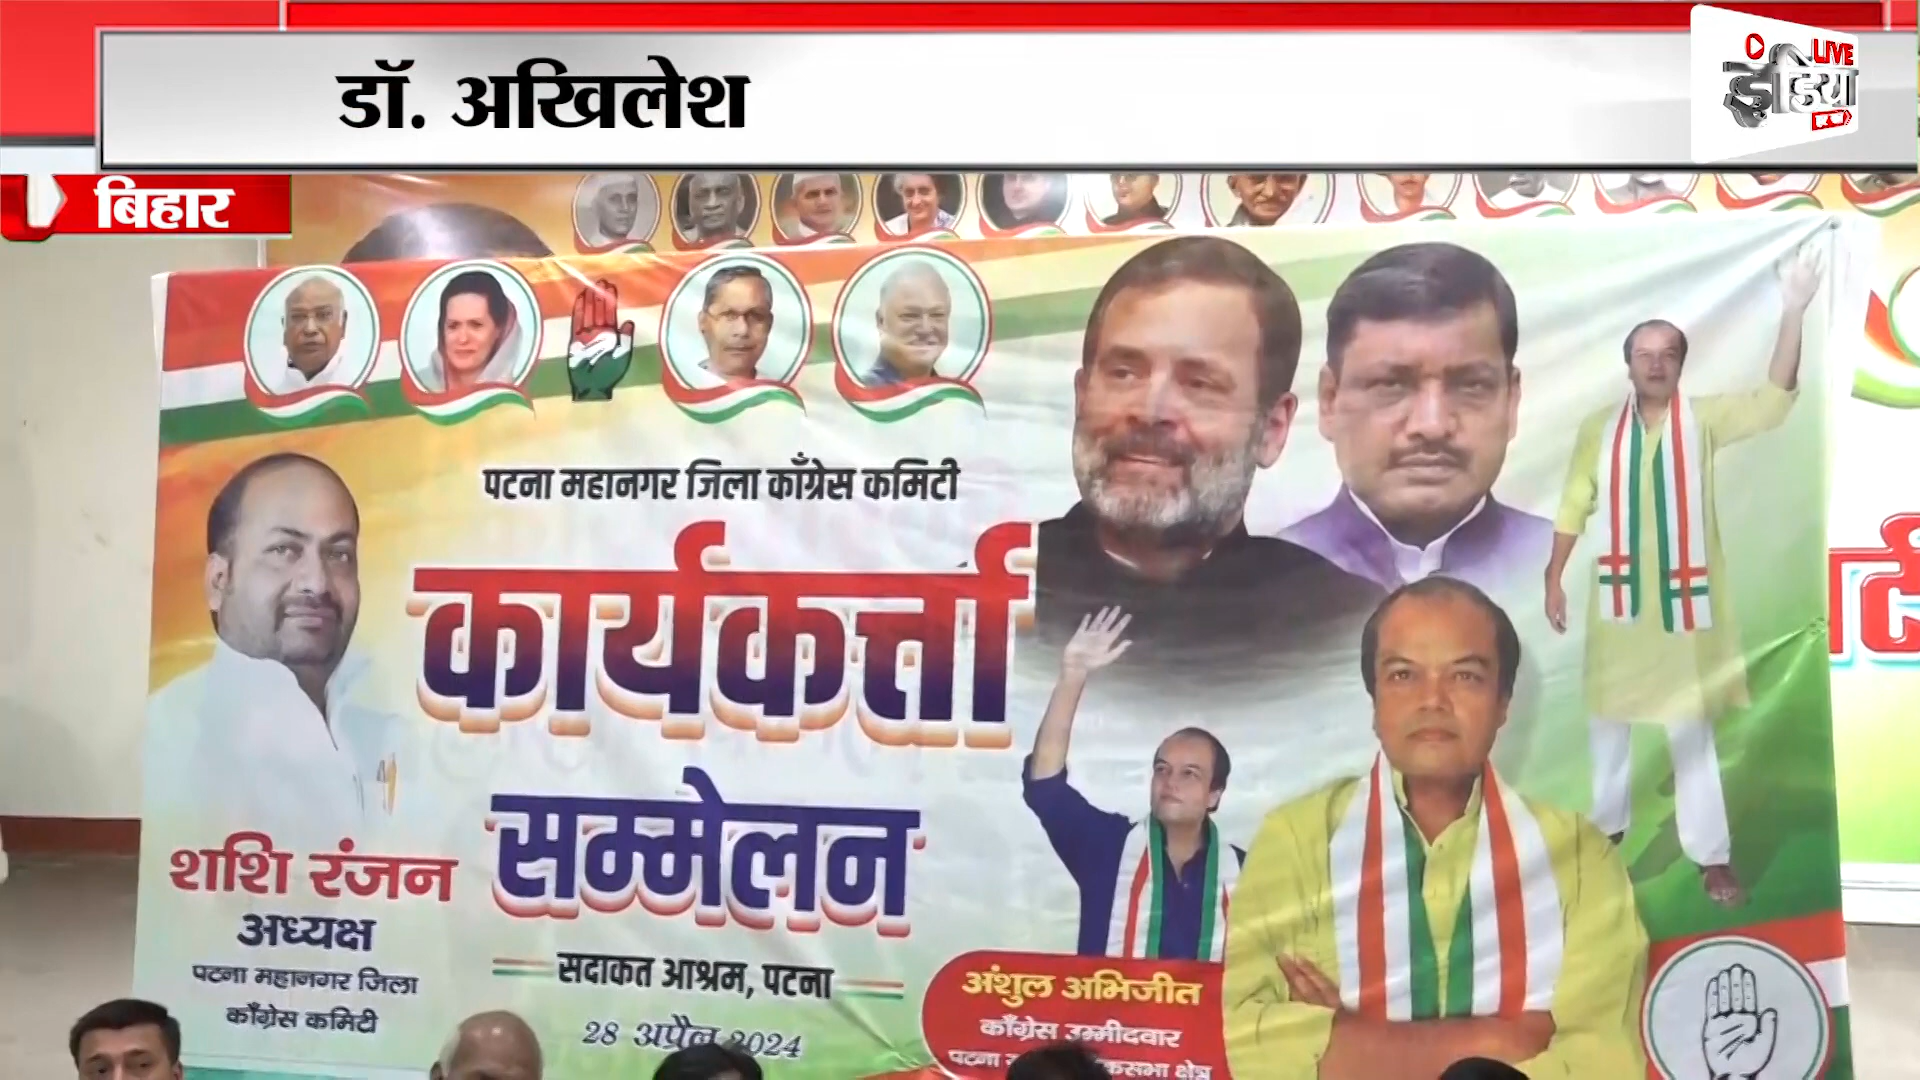 डॉ. अखिलेश
LIVE
इंडिया
बिहार
पटना महानगर जिला काँग्रेस कमिटी
कार्यकर्त्ता
सम्मेलन
शशि रंजन
अध्यक्ष
पटना महानगर जिला
काँग्रेस कमिटी
सदाकत आश्रम, पटना
28 अप्रैल 2024
अंशुल अभिजीत
काँग्रेस उम्मीदवार
पटना
क्षेत्र